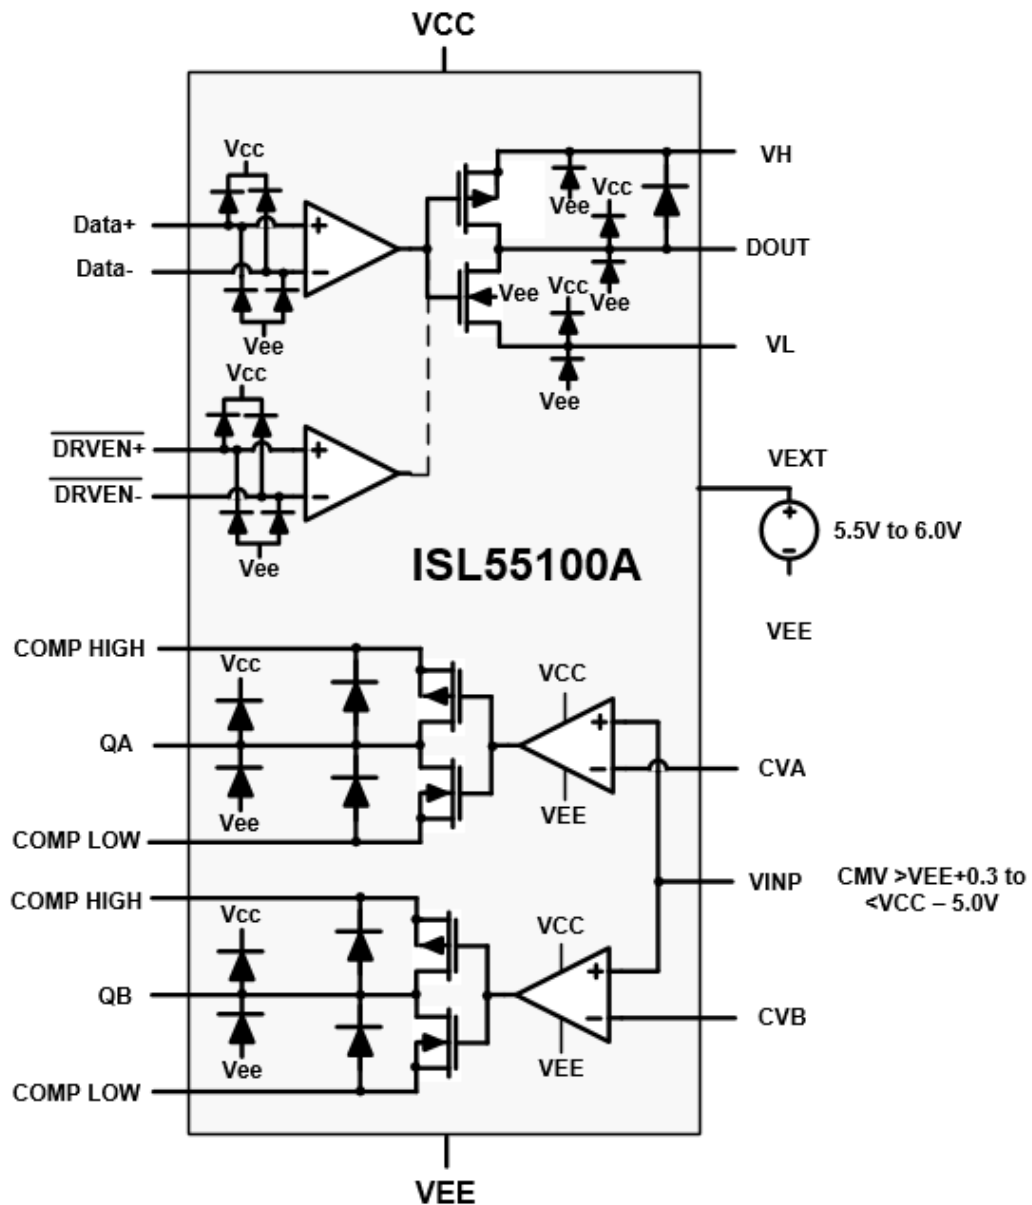 VCC
Vcc
VH
Vee
Vcc
Data+
+
DOUT
Data-
-
Vee
Vcc
Vee
Vee
VL
Vcc
Vee
DRVEN+
+
VEXT
DRVEN-
-
+
5.5V to 6.0V
-
Vee
ISL55100A
VEE
COMP HIGH
Vcc
VCC
+
QA
-
CVA
Vee
VEE
COMP LOW
VINP
CMV >VEE+0.3 to
<VCC – 5.0V
COMP HIGH
Vcc
VCC
+
QB
-
CVB
Vee
VEE
COMP LOW
VEE